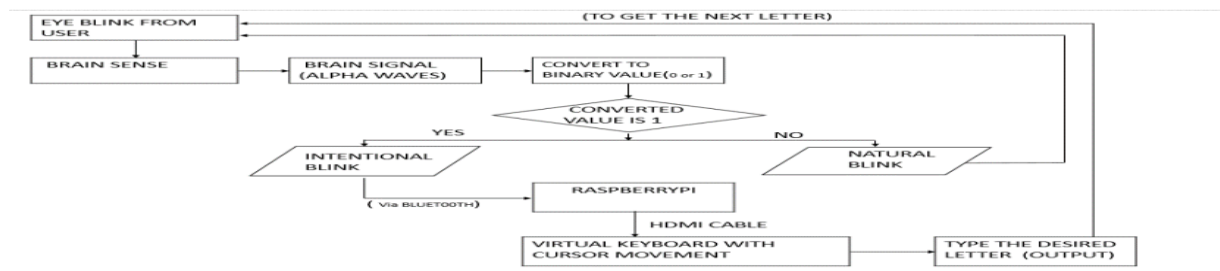 (TO GET THE NEXT LETTER)
EYE BLINK FROM
USER
BRAIN SENSE
BRAIN SIGNAL
(ALPHA WAVES)
CONVERT TO
BINARY VALUE(0 or 1)
CONVERTED
VALUE IS 1
YES
NO
INTENTIONAL
BLINK
NATURAL
BLINK
RASPBERRYPI
( Via BLUETOOTH)
HDMI CABLE
VIRTUAL KEYBOARD WITH
CURSOR MOVEMENT
TYPE THE DESIRED
LETTER (OUTPUT)